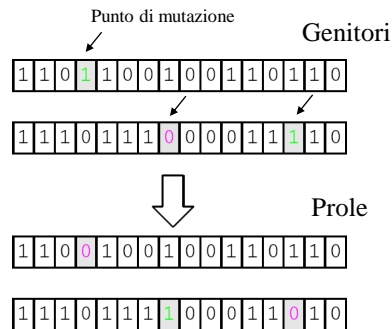 Punto di mutazione
Genitori
1 1 0 1 1 0 0 1 0 0 1 1 0 1 1 0
1 1 1 0 1 1 1 0 0 0 0 1 1 1 1 0
Prole
1 1 0 0 1 0 0 1 0 0 1 1 0 1 1 0
1 1 1 0 1 1 1 1 0 0 0 1 1 0 1 0